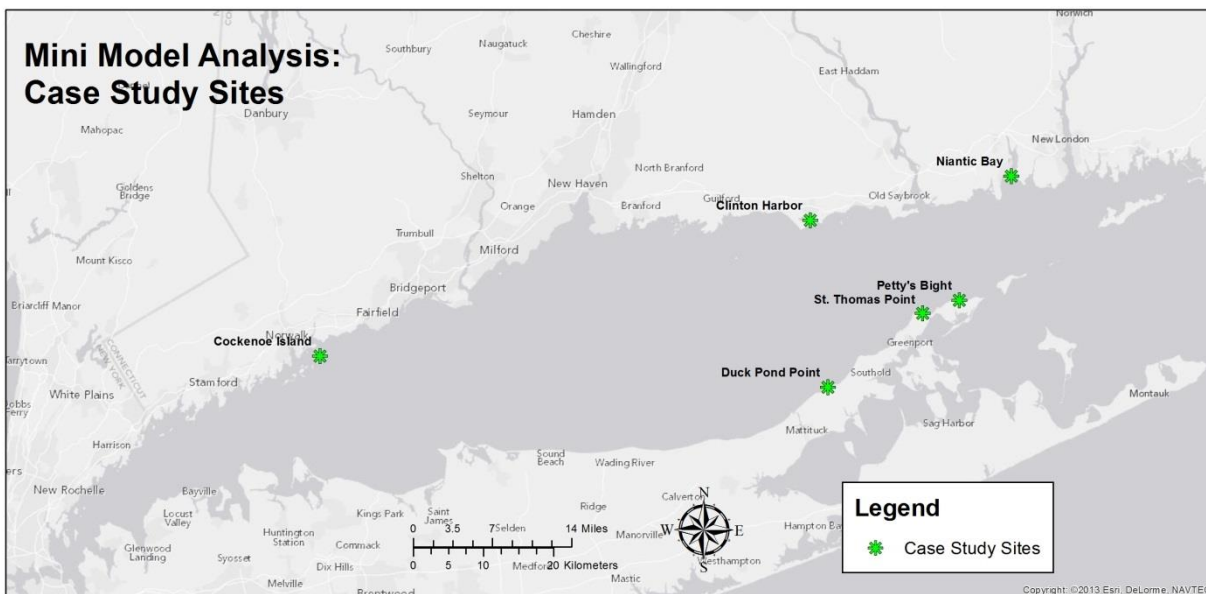 Mini Model Analysis:
Case Study Sites
Norwich
Southbury
Naugatuck
Cheshire
Wallingford
East Haddam
Danbury
Seymour
Hamden
Mahopac
New London
Niantic Bay
Shelton
North Branford
New Haven
Goldens
Bridge
Orange
Branford
Guilford
Old Saybrook
Clinton Harbor
Trumbull
Milford
Mount Kisco
Bridgeport
Petty's Bight
St. Thomas Point
Briarcliff Manor
Fairfield
Norwalk
Cockenoe Island
Greenport
Tarrytown
CONNECTICUT
NEW YORK
Stamford
Duck Pond Point
Southold
White Plains
Montauk
Dobbs
Ferry
Mattituck
Sag Harbor
Harrison
Sound
Beach
Wading River
New Rochelle
Bayville
Locust
Valley
Kings Park
Saint
James
Ridge
Calverton
Huntington
Station
0 3.5 7 14 Miles
Selden
Manorville
Hampton Bay
Glenwood
Landing
Syosset
Commack
0 5 10 20 Kilometers
Dix Hills
Medford
Westhampton
Melville
Brentwood
Mastic
N
W E
S
Legend
Case Study Sites
Copyright: ©2013 Esri, DeLorme, NAVTEQ